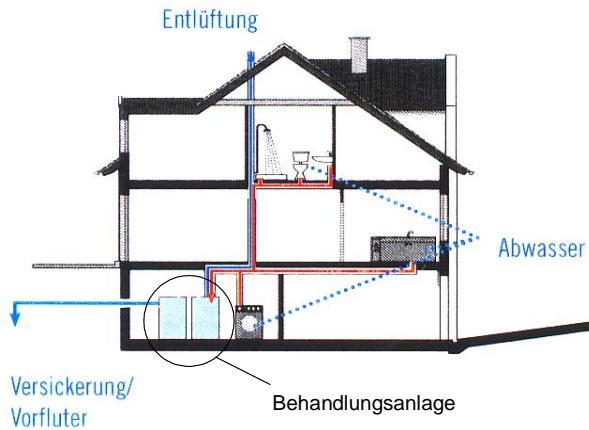 Entlüftung
Abwasser
Versickerung/
Vorfluter
Behandlungsanlage